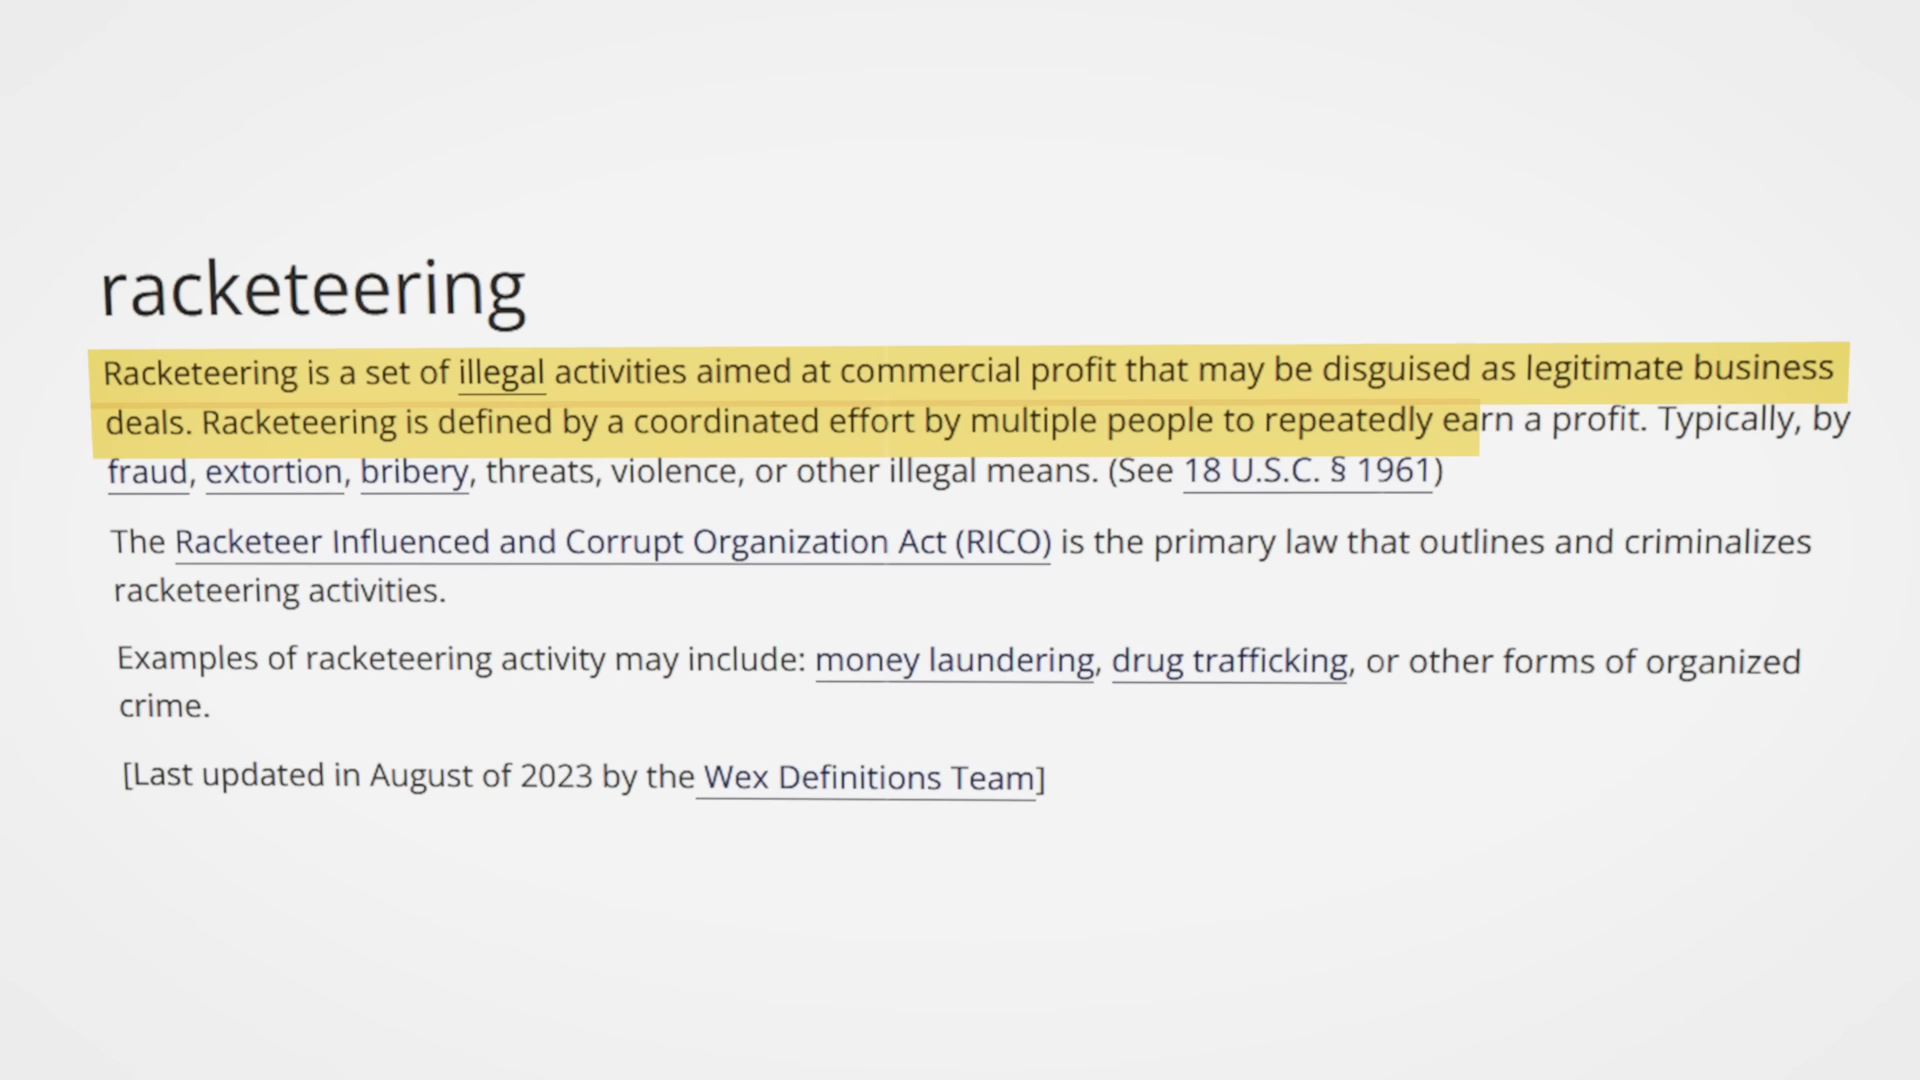 racketeering
Racketeering is a set of illegal activities aimed at commercial profit that may be disguised as legitimate business
deals. Racketeering is defined by a coordinated effort by multiple people to repeatedly earn a profit. Typically, by
fraud, extortion, bribery, threats, violence, or other illegal means. (See 18 U.S.C. § 1961)
The Racketeer Influenced and Corrupt Organization Act (RICO) is the primary law that outlines and criminalizes
racketeering activities.
Examples of racketeering activity may include: money laundering, drug trafficking, or other forms of organized
crime.
[Last updated in August of 2023 by the Wex Definitions Team]